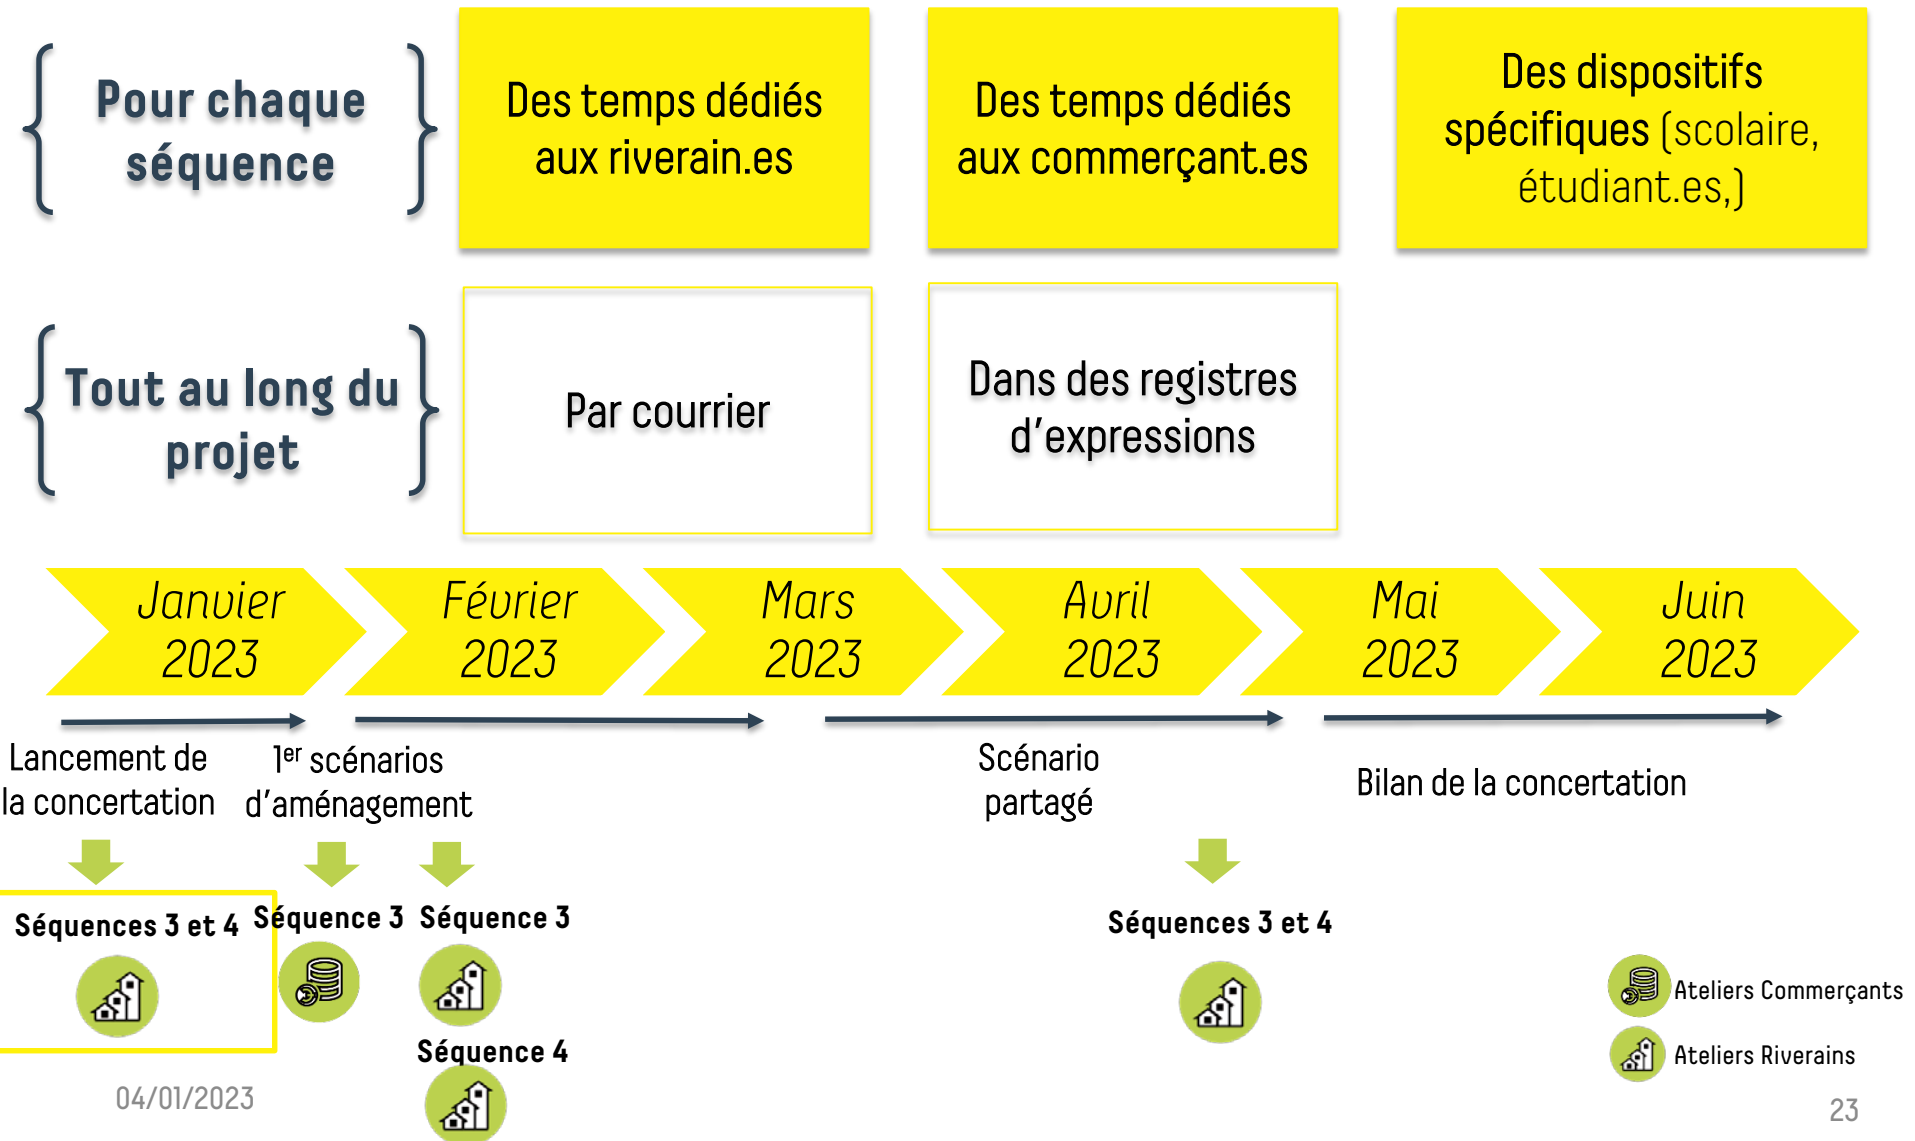 Pour chaque
séquence
Des temps dédiés
aux riverain.es
Des temps dédiés
aux commerçant.es
Des dispositifs
spécifiques (scolaire,
étudiant.es,)
Tout au long du
projet
Par courrier
Dans des registres
d'expressions
Janvier
2023
Février
2023
Mars
2023
Avril
2023
Mai
2023
Juin
2023
Lancement de
la concertation
1er scénarios
d'aménagement
Scénario
partagé
Bilan de la concertation
Séquences 3 et 4
Séquence 3
Séquence 3
Séquence 4
Séquences 3 et 4
Ateliers Commerçants
Ateliers Riverains
04/01/2023
23